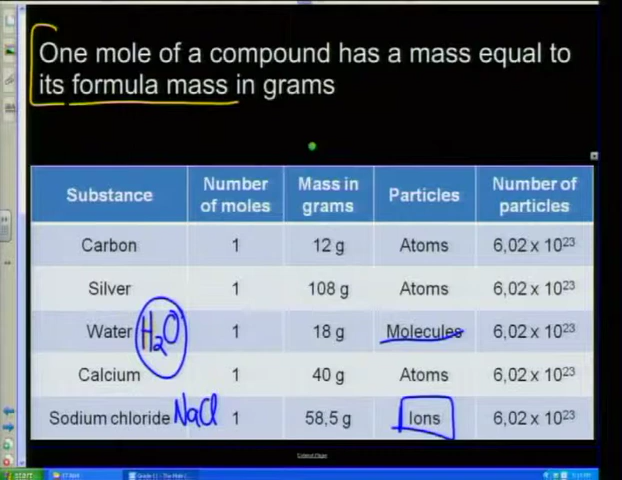 One mole of a compound has a mass equal to
its formula mass in grams
Substance Number of moles Mass in grams Particles Number of particles
Carbon 1 12 g Atoms 6,02 x 10²³
Silver 1 108 g Atoms 6,02 x 10²³
Water H₂O 1 18 g Molecules 6,02 x 10²³
Calcium 1 40 g Atoms 6,02 x 10²³
Sodium chloride NaCl 1 58,5 g Ions 6,02 x 10²³
start